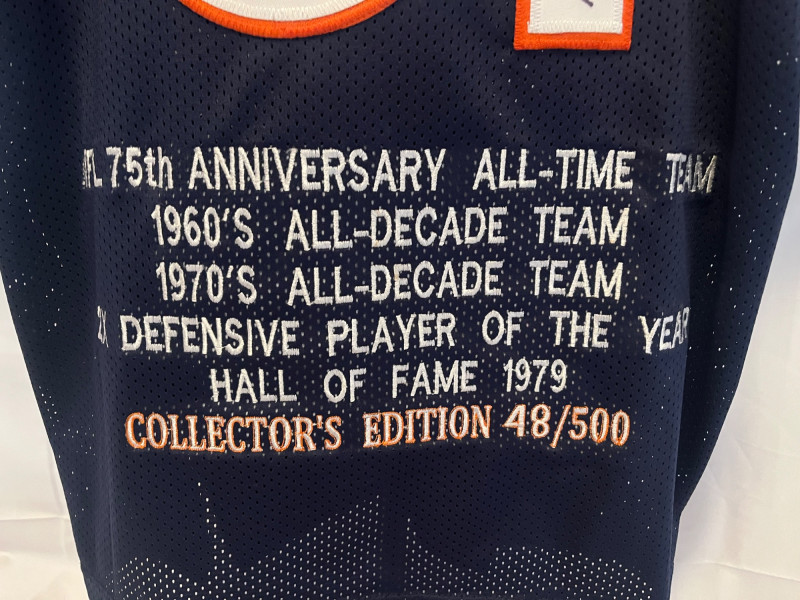 NFL 75th ANNIVERSARY ALL-TIME TEAM
1960'S ALL-DECADE TEAM
1970'S ALL-DECADE TEAM
2X DEFENSIVE PLAYER OF THE YEAR
HALL OF FAME 1979
COLLECTOR'S EDITION 48/500